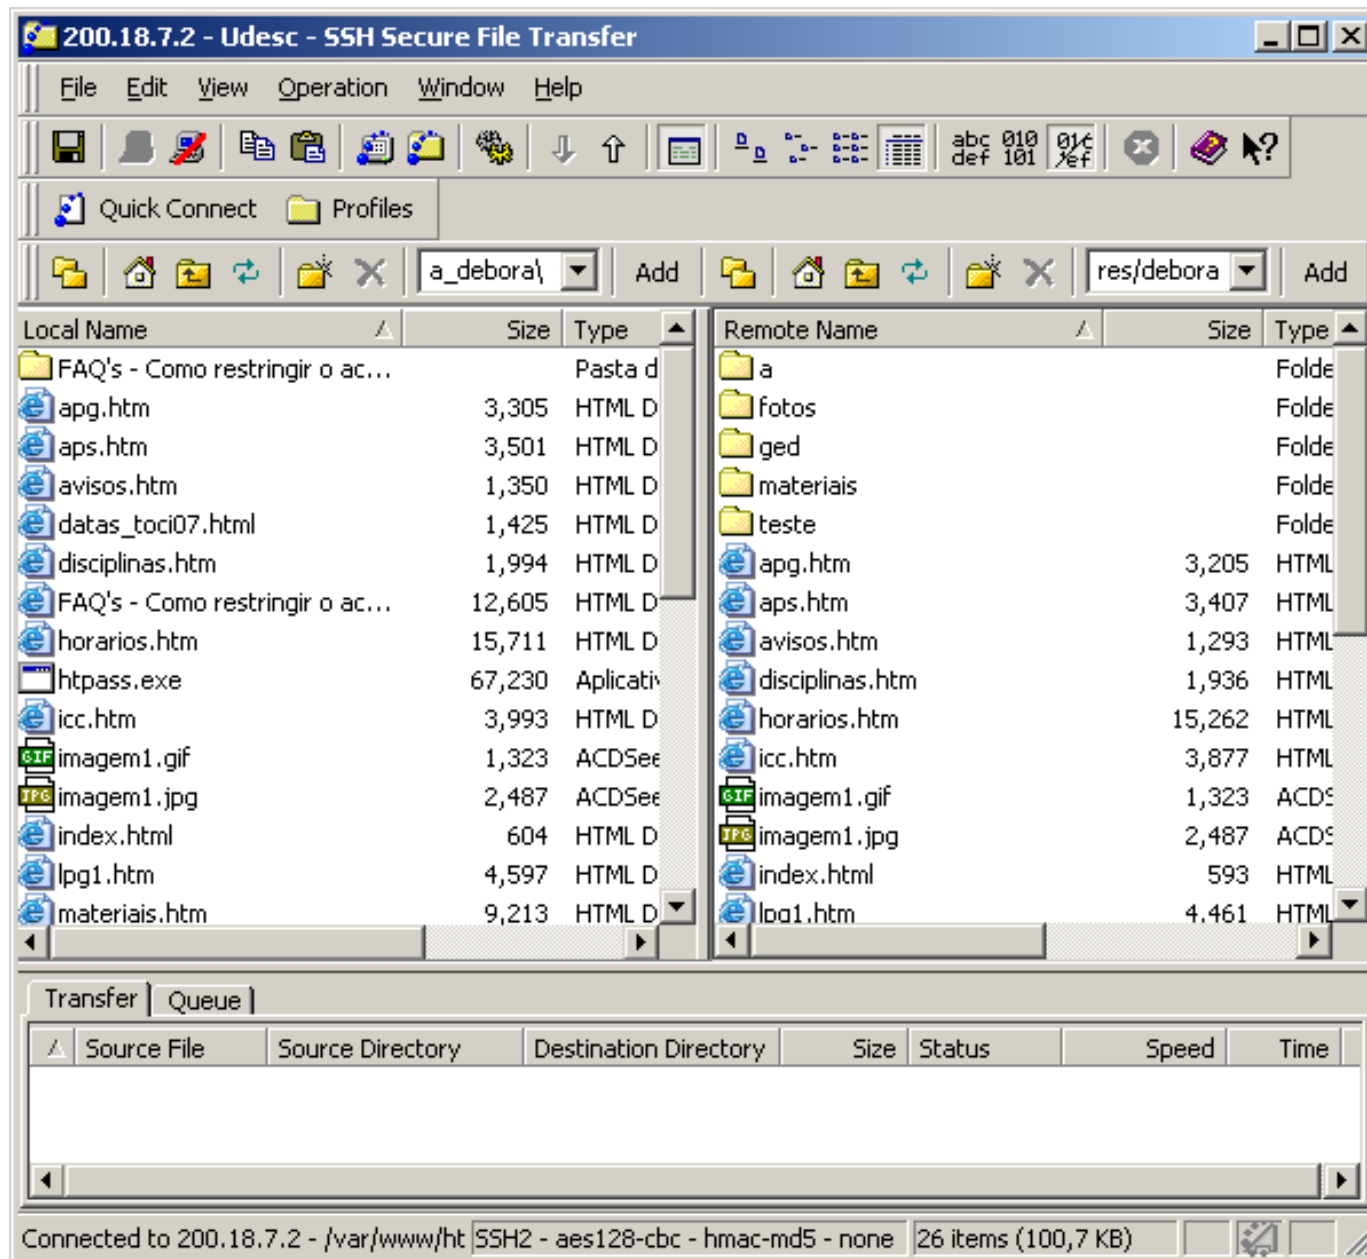 200.18.7.2 - Udesc - SSH Secure File Transfer
File Edit View Operation Window Help
abc def 010 101
Quick Connect Profiles
a_debora\ Add res/debora Add
Local Name Size Type
FAQ's - Como restringir o ac... Pasta d
apg.htm 3,305 HTML D
aps.htm 3,501 HTML D
avisos.htm 1,350 HTML D
datas_toci07.html 1,425 HTML D
disciplinas.htm 1,994 HTML D
FAQ's - Como restringir o ac... 12,605 HTML D
horarios.htm 15,711 HTML D
htpass.exe 67,230 Aplicativ
icc.htm 3,993 HTML D
GIF imagem1.gif 1,323 ACDSee
JPG imagem1.jpg 2,487 ACDSee
index.html 604 HTML D
lpg1.htm 4,597 HTML D
materiais.htm 9,213 HTML D
Remote Name Size Type
a Folde
fotos Folde
ged Folde
materiais Folde
teste Folde
apg.htm 3,205 HTML
aps.htm 3,407 HTML
avisos.htm 1,293 HTML
disciplinas.htm 1,936 HTML
horarios.htm 15,262 HTML
icc.htm 3,877 HTML
GIF imagem1.gif 1,323 ACDS
JPG imagem1.jpg 2,487 ACDS
index.html 593 HTML
lpg1.htm 4,461 HTML
Transfer Queue
Source File Source Directory Destination Directory Size Status Speed Time
Connected to 200.18.7.2 - /var/www/ht SSH2 - aes128-cbc - hmac-md5 - none 26 items (100,7 KB)